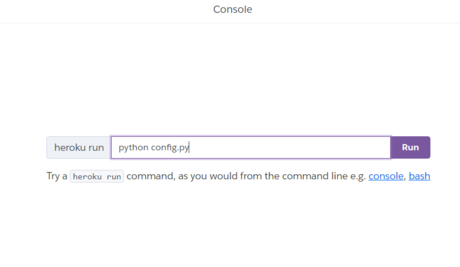 Console
heroku run python config.py Run
Try a heroku run command, as you would from the command line e.g. console, bash